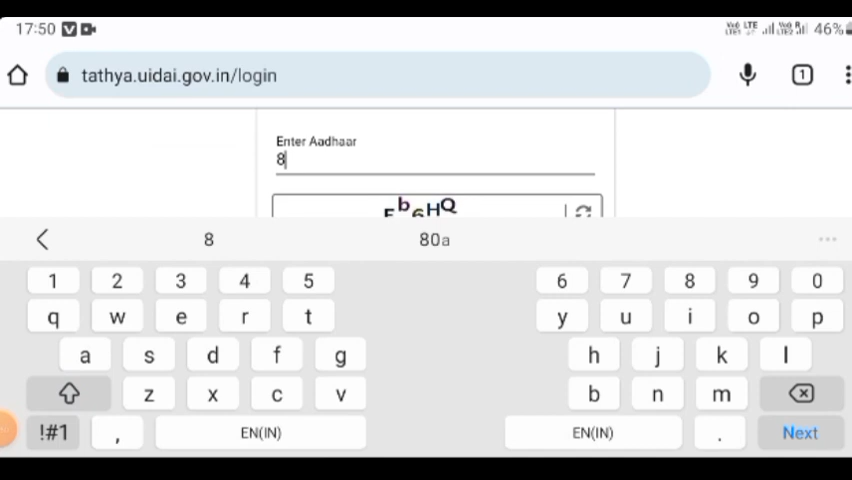 17:50 46%
tathya.uidai.gov.in/login 1
Enter Aadhaar
8
Eb6HQ
8 80a
1 2 3 4 5 6 7 8 9 0
q w e r t y u i o p
a s d f g h j k l
z x c v b n m
!#1 , EN(IN) EN(IN) . Next